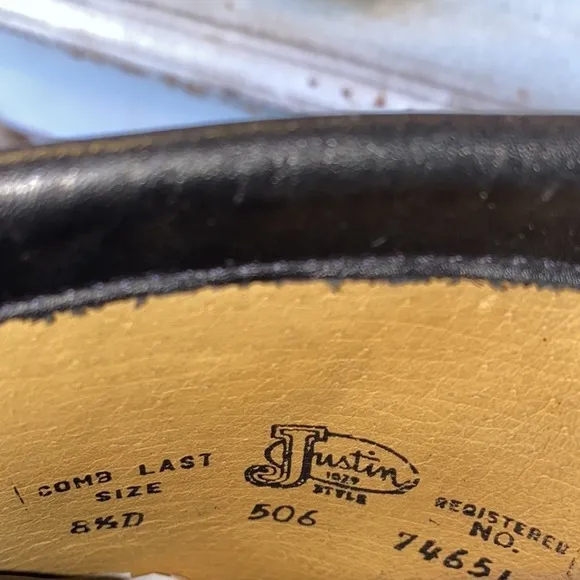 COMB LAST
SIZE
8½D
Justin
1879
STYLE
506
REGISTERED
NO.
74651